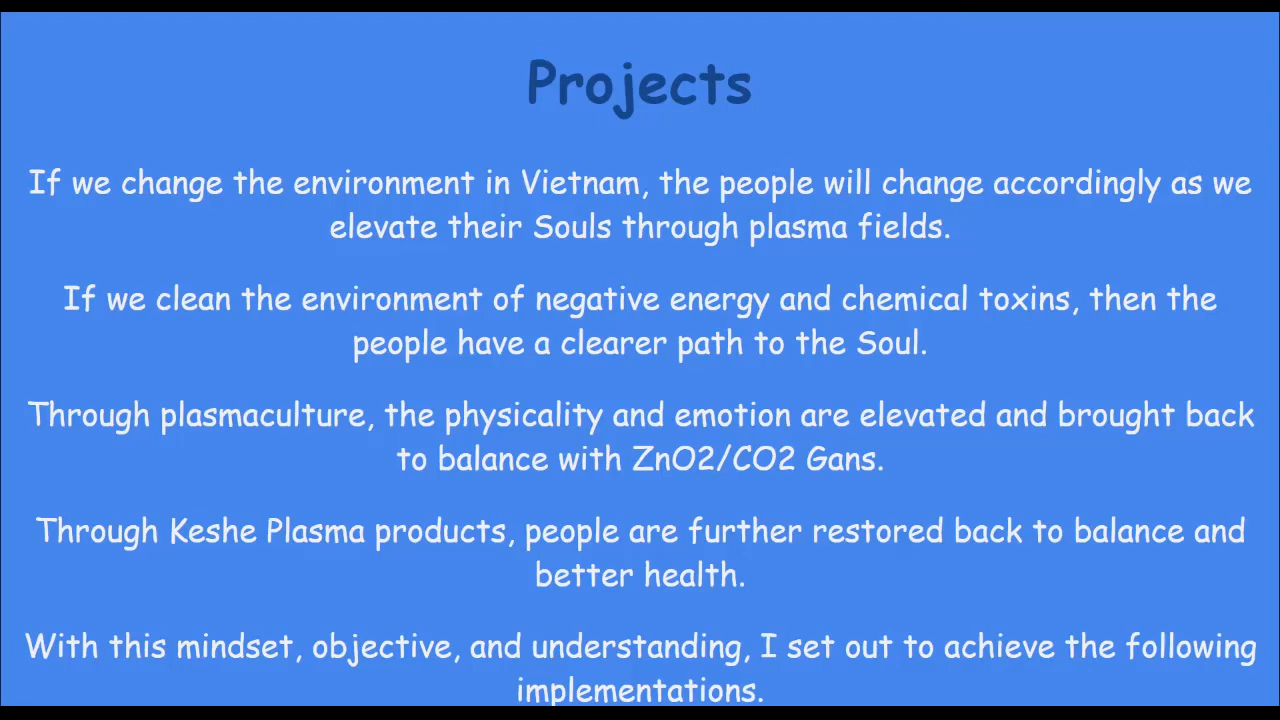 Projects
If we change the environment in Vietnam, the people will change accordingly as we
elevate their Souls through plasma fields.
If we clean the environment of negative energy and chemical toxins, then the
people have a clearer path to the Soul.
Through plasmaculture, the physicality and emotion are elevated and brought back
to balance with ZnO2/CO2 Gans.
Through Keshe Plasma products, people are further restored back to balance and
better health.
With this mindset, objective, and understanding, I set out to achieve the following
implementations.